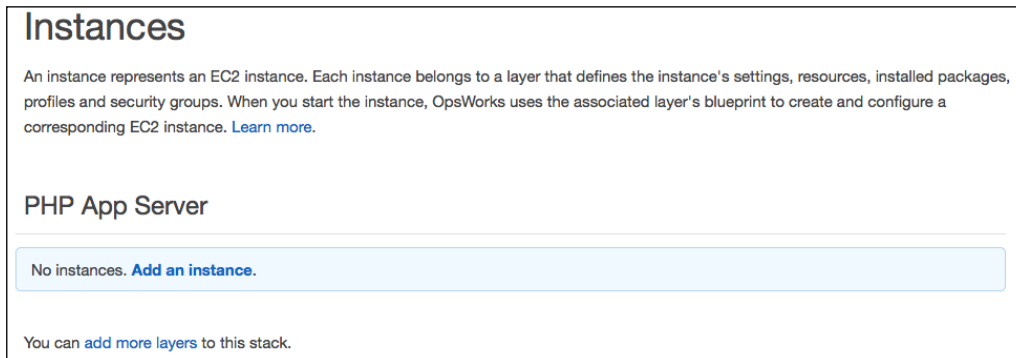 Instances
An instance represents an EC2 instance. Each instance belongs to a layer that defines the instance's settings, resources, installed packages,
profiles and security groups. When you start the instance, OpsWorks uses the associated layer's blueprint to create and configure a
corresponding EC2 instance. Learn more.
PHP App Server
No instances. Add an instance.
You can add more layers to this stack.